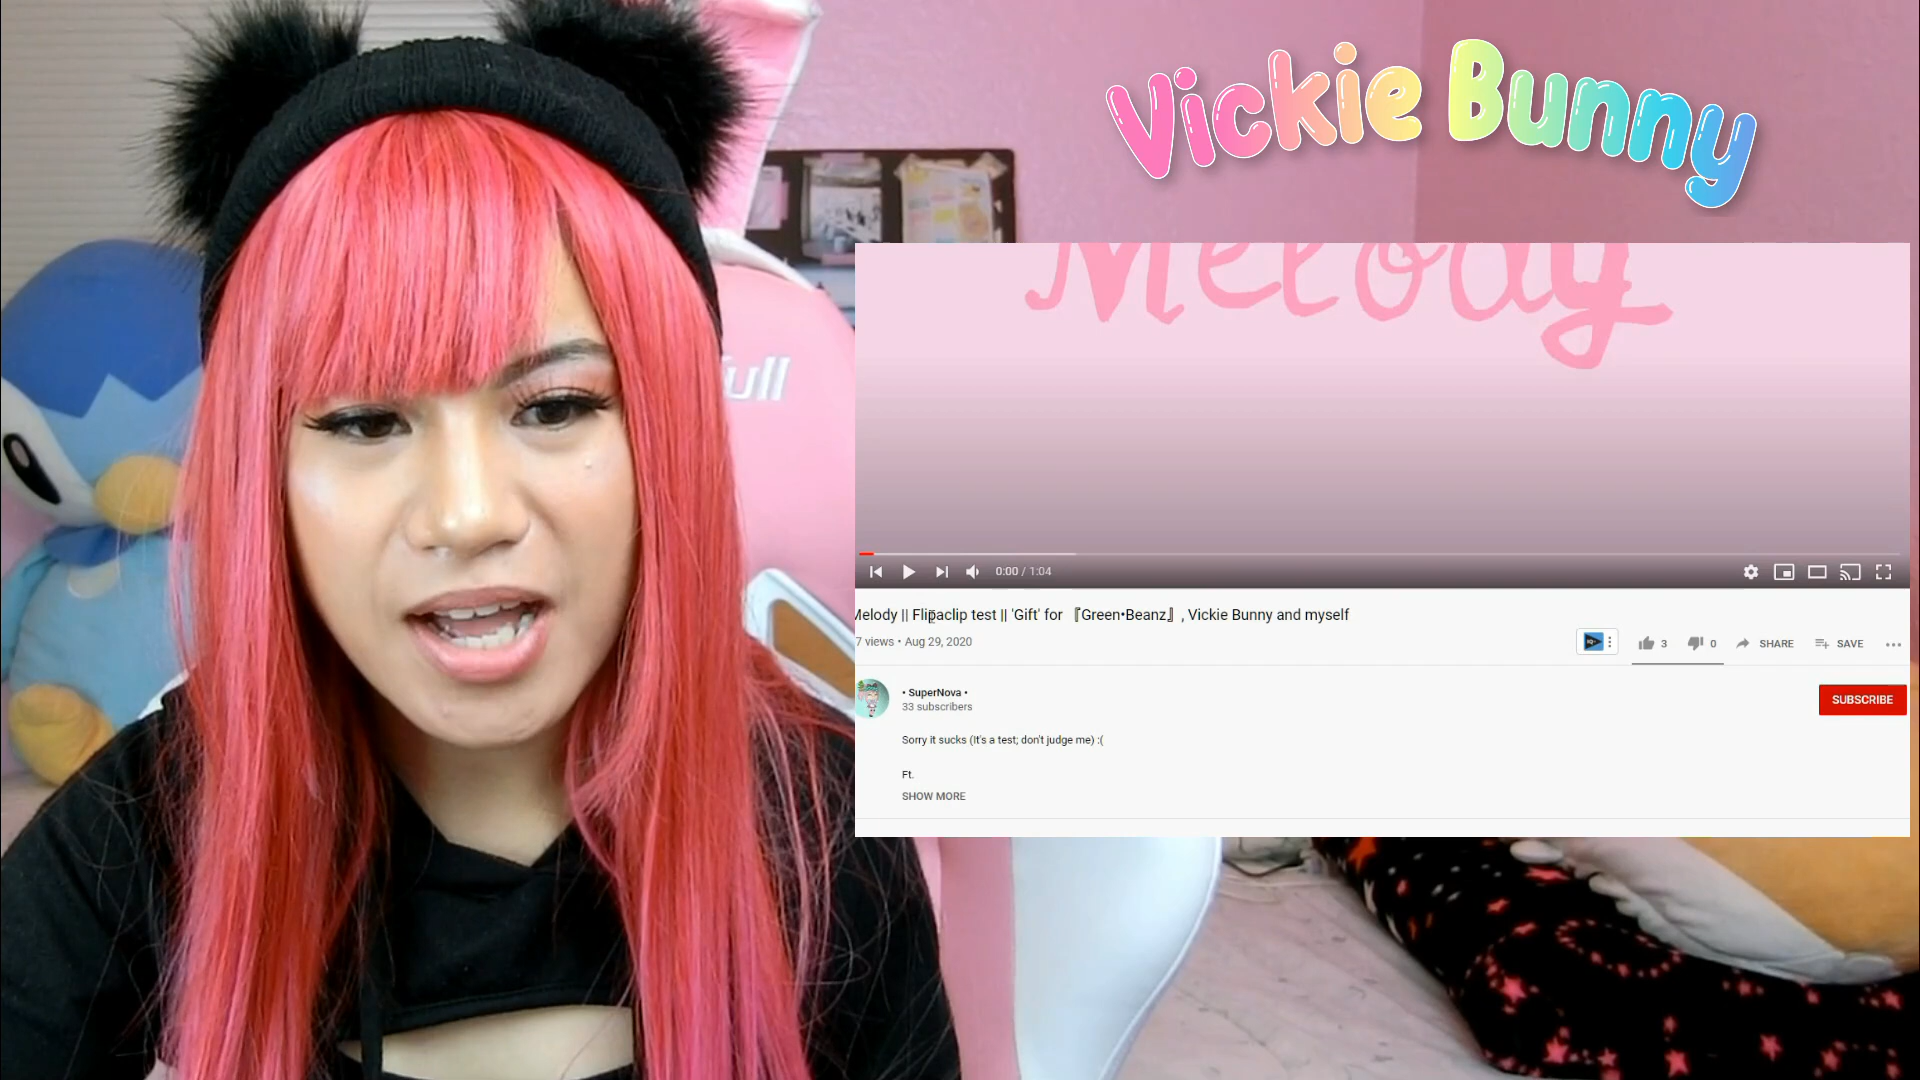 Vickie Bunny
Melody
0:00 / 1:04
Melody || Flipaclip test || 'Gift' for 『Green•Beanz』, Vickie Bunny and myself
7 views • Aug 29, 2020
3
0
SHARE
SAVE
• SuperNova •
33 subscribers
SUBSCRIBE
Sorry it sucks (It's a test; don't judge me) :(
Ft.
SHOW MORE